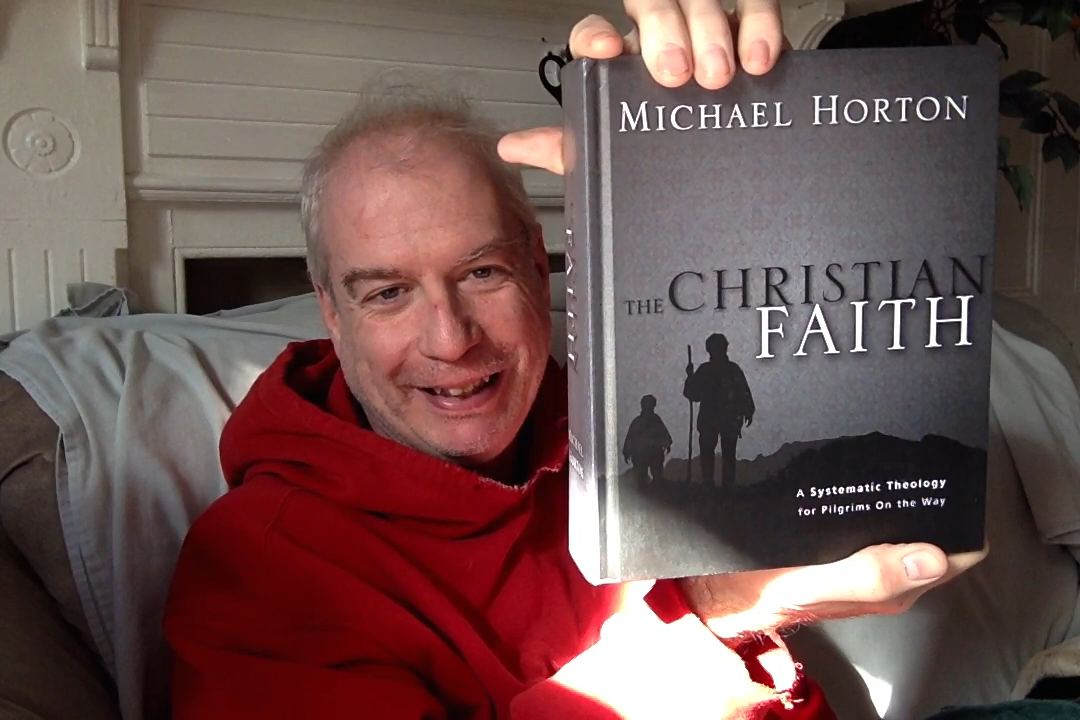 MICHAEL HORTON
THE CHRISTIAN
FAITH
A Systematic Theology
for Pilgrims On the Way